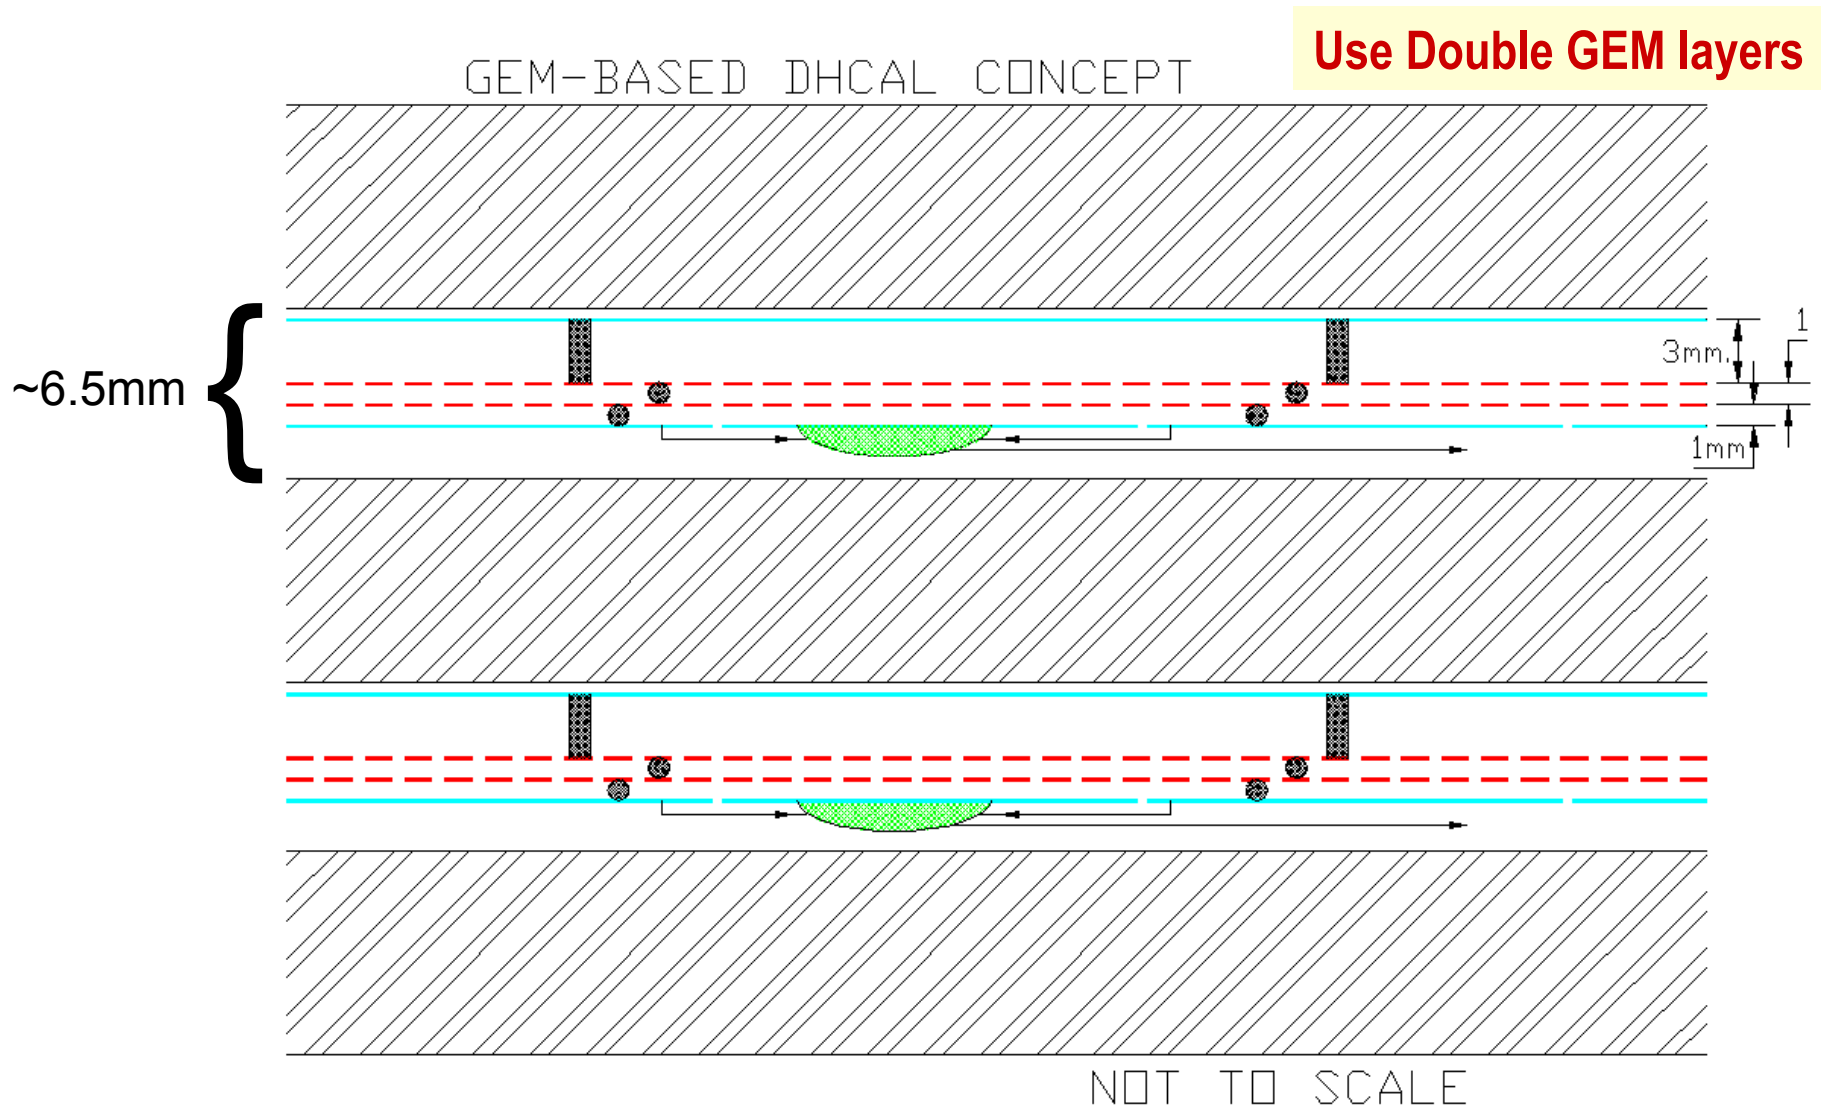 Use Double GEM layers
GEM-BASED DHCAL CONCEPT
1
3mm.
~6.5mm
1mm
NOT TO SCALE